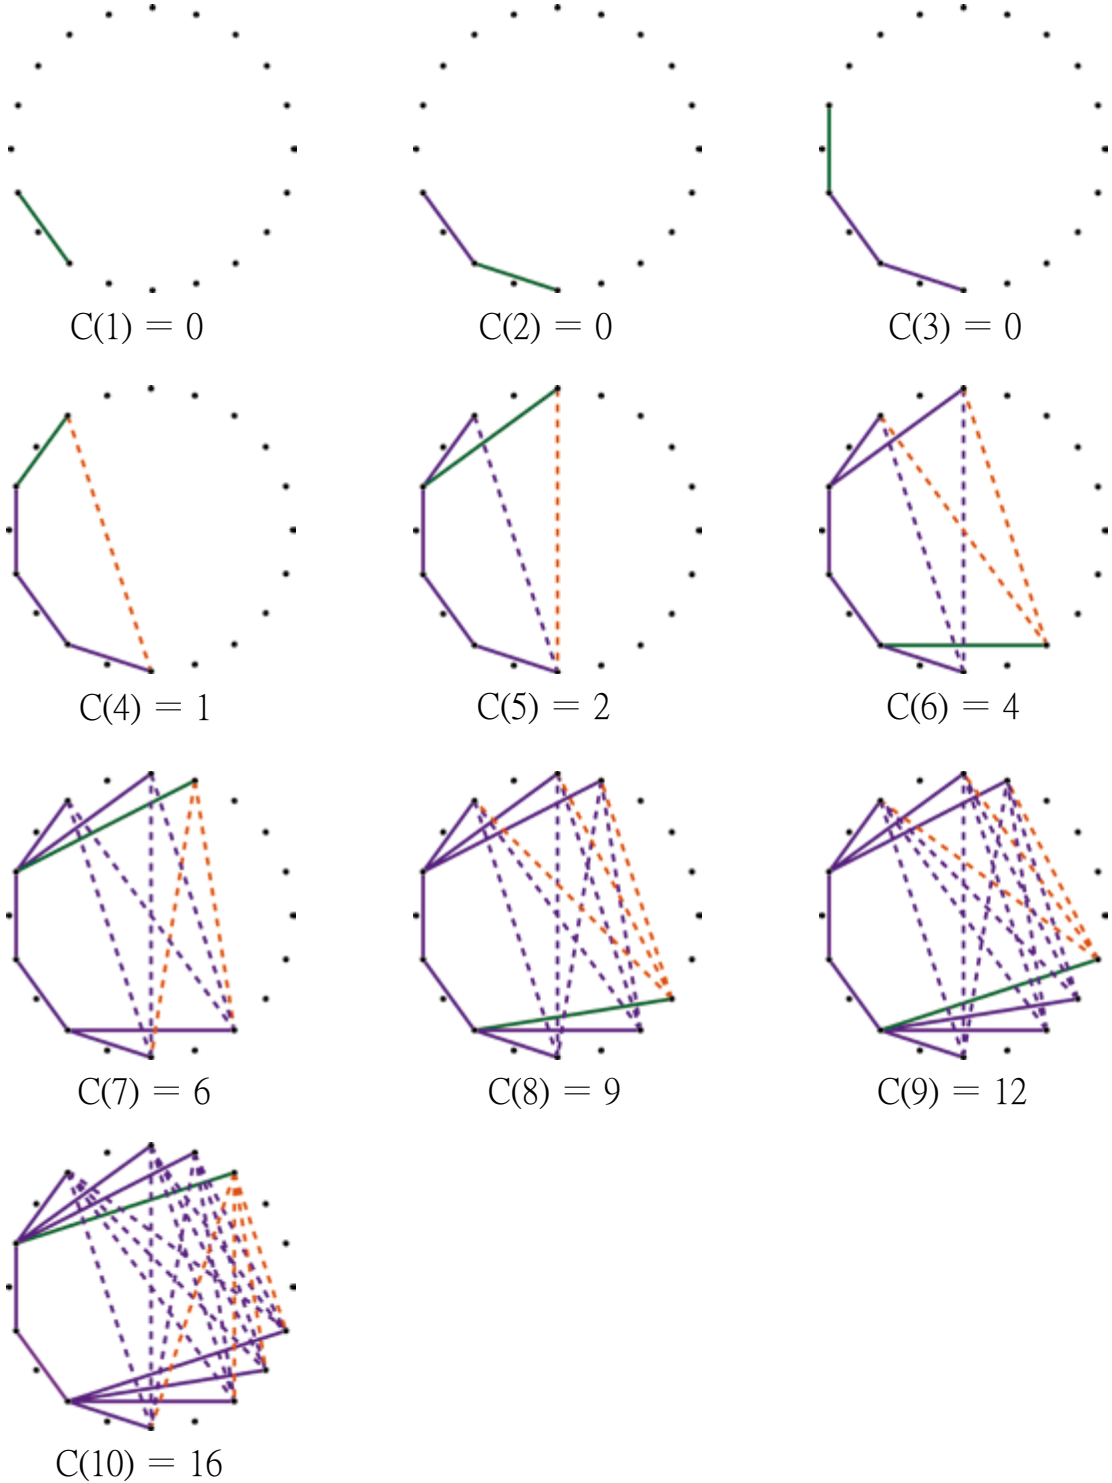 C(1) = 0
C(2) = 0
C(3) = 0
C(4) = 1
C(5) = 2
C(6) = 4
C(7) = 6
C(8) = 9
C(9) = 12
C(10) = 16